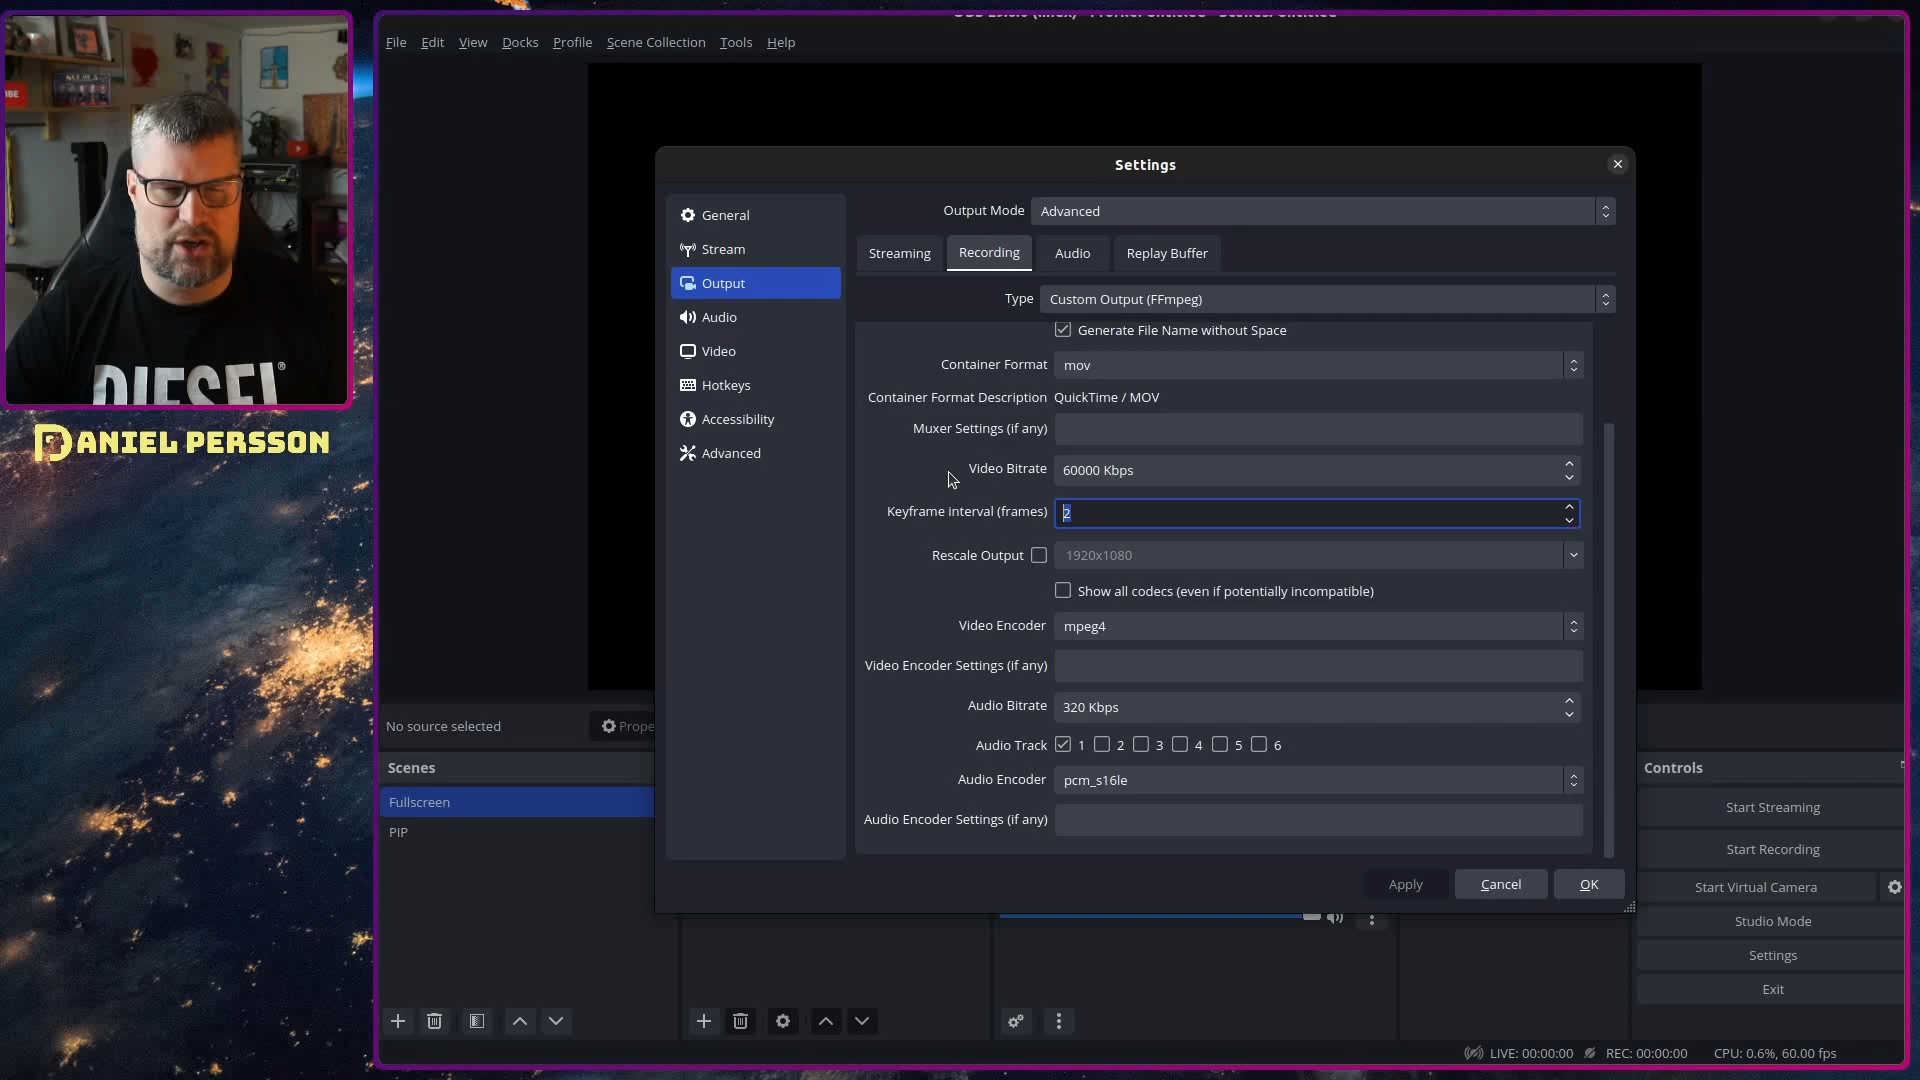 File Edit View Docks Profile Scene Collection Tools Help
Settings
General
Stream
Output
Audio
Video
Hotkeys
Accessibility
Advanced
Output Mode Advanced
Streaming Recording Audio Replay Buffer
Type Custom Output (FFmpeg)
Generate File Name without Space
Container Format mov
Container Format Description QuickTime / MOV
Muxer Settings (if any)
Video Bitrate 60000 Kbps
Keyframe interval (frames) 2
Rescale Output 1920x1080
Show all codecs (even if potentially incompatible)
Video Encoder mpeg4
Video Encoder Settings (if any)
Audio Bitrate 320 Kbps
Audio Track 1 2 3 4 5 6
Audio Encoder pcm_s16le
Audio Encoder Settings (if any)
Apply Cancel OK
DIESEL®
DANIEL PERSSON
No source selected Prope
Scenes
Fullscreen
PIP
Controls
Start Streaming
Start Recording
Start Virtual Camera
Studio Mode
Settings
Exit
LIVE: 00:00:00 REC: 00:00:00 CPU: 0.6%, 60.00 fps